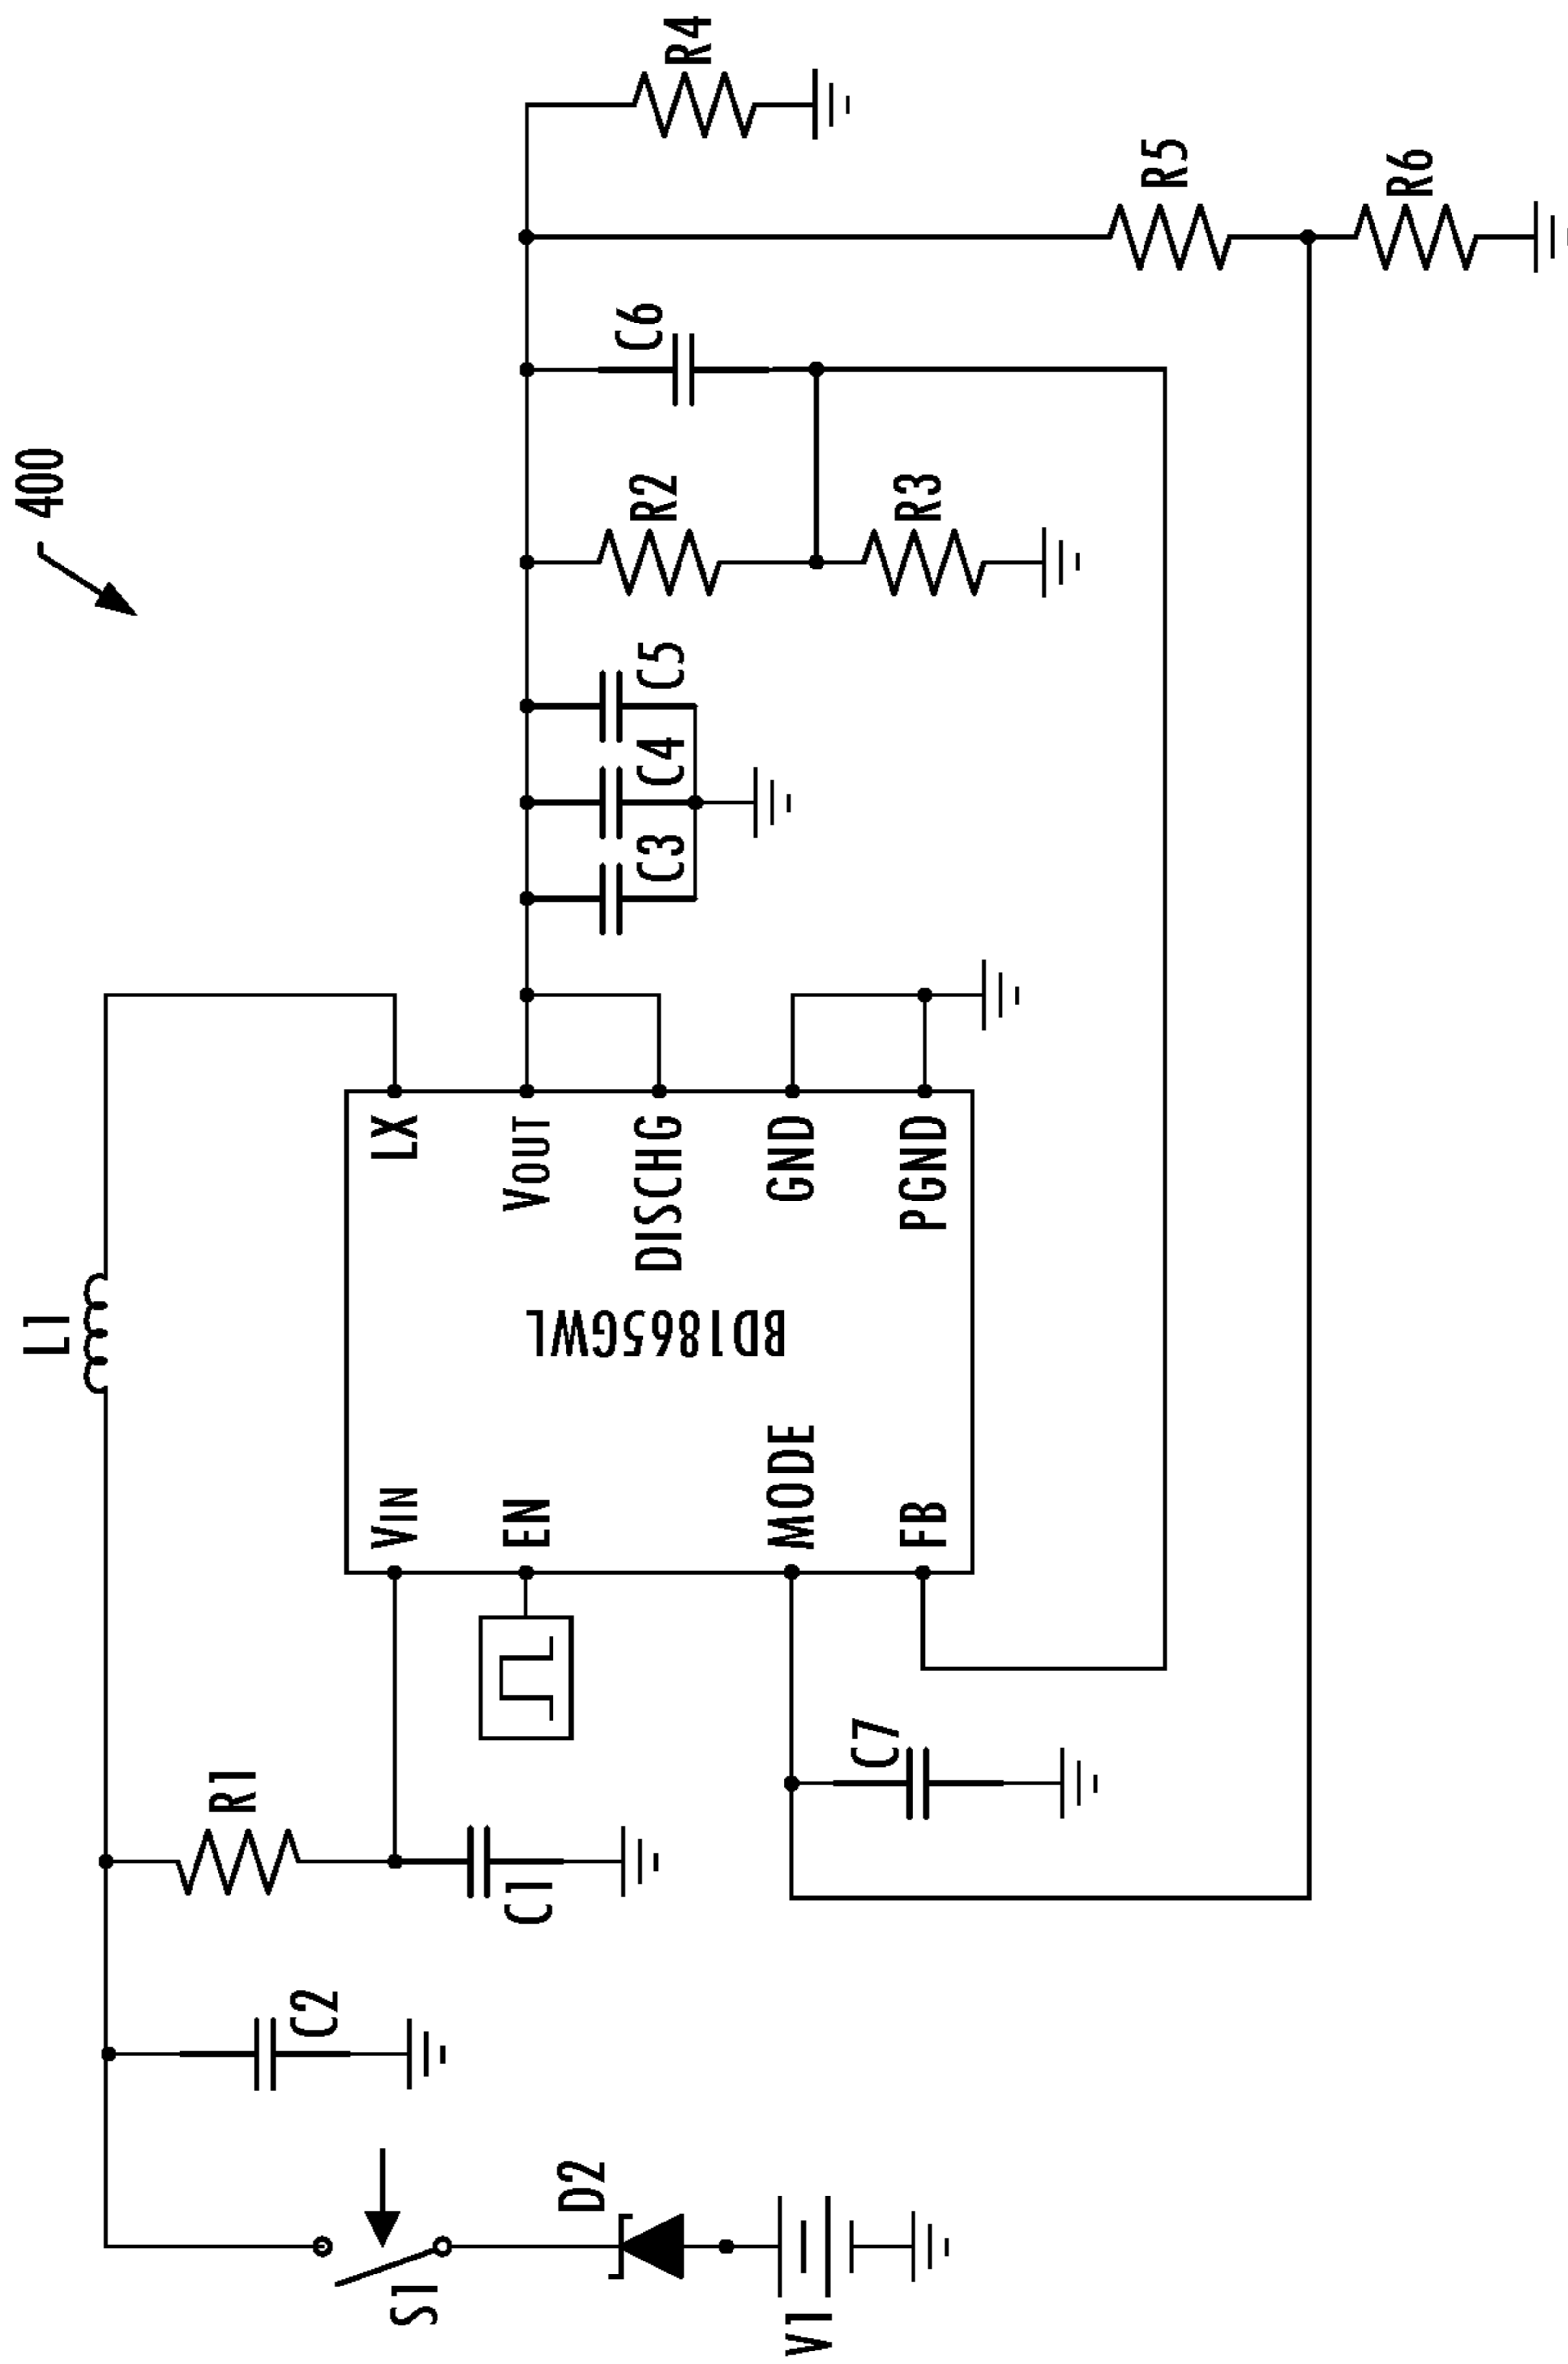 400
L1
R1
C2
S1
D2
V1
C1
C7
VIN
EN
MODE
FB
BD1865GWL
LX
VOUT
DISCHG
GND
PGND
C3
C4
C5
R2
R3
C6
R4
R5
R6